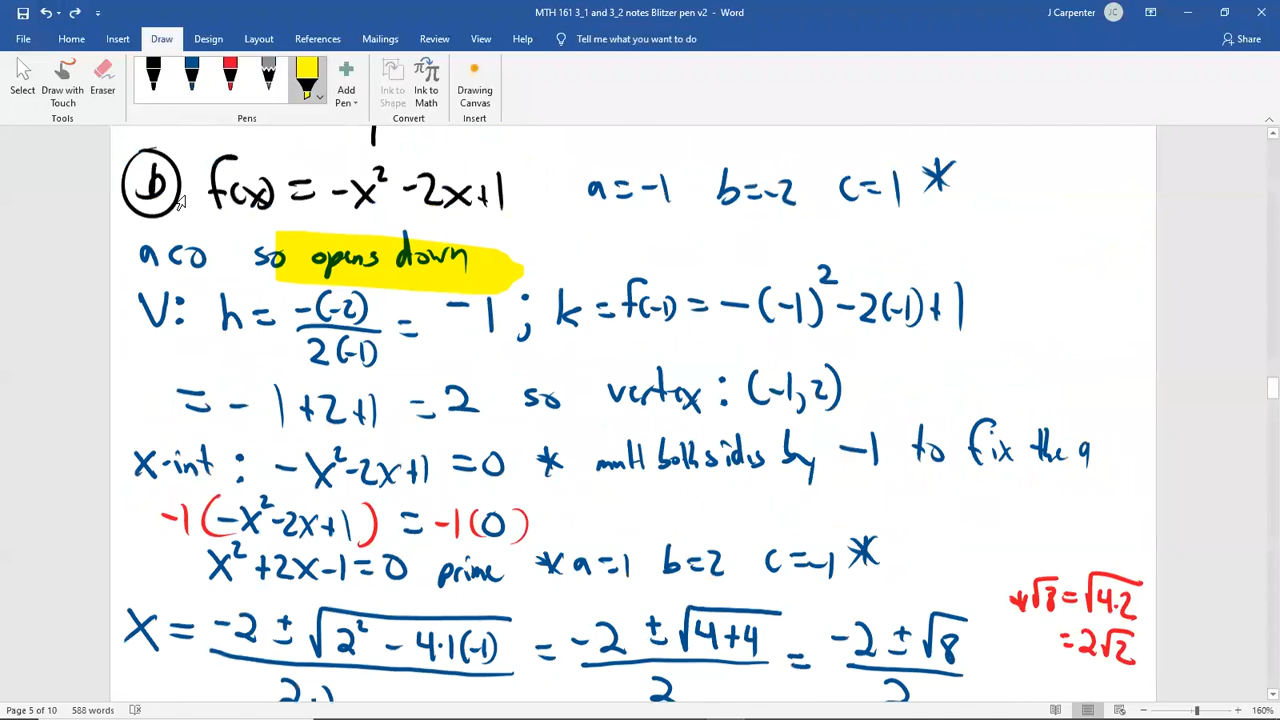 MTH 161 3_1 and 3_2 notes Blitzer pen v2 - Word
J Carpenter JC
File Home Insert Draw Design Layout References Mailings Review View Help Tell me what you want to do Share
Select Draw with Touch Eraser Add Pen Ink to Shape Ink to Math Drawing Canvas
Tools Pens Convert Insert
b f(x) = -x² -2x+1 a=-1 b=-2 c=1 *
a<0 so opens down
V: h = -(-2)/2(-1) = -1 ; k = f(-1) = -(-1)² -2(-1)+1
= -1+2+1 = 2 so vertex: (-1,2)
x-int: -x²-2x+1 = 0 * mult both sides by -1 to fix the a
-1(-x²-2x+1) = -1(0)
x²+2x-1=0 prime *a=1 b=2 c=-1 *
*√8 = √4·2
= 2√2
X = -2 ± √2² - 4·1(-1) / 2·1 = -2 ± √4+4 / 2 = -2 ± √8 / 2
Page 5 of 10 588 words 160%